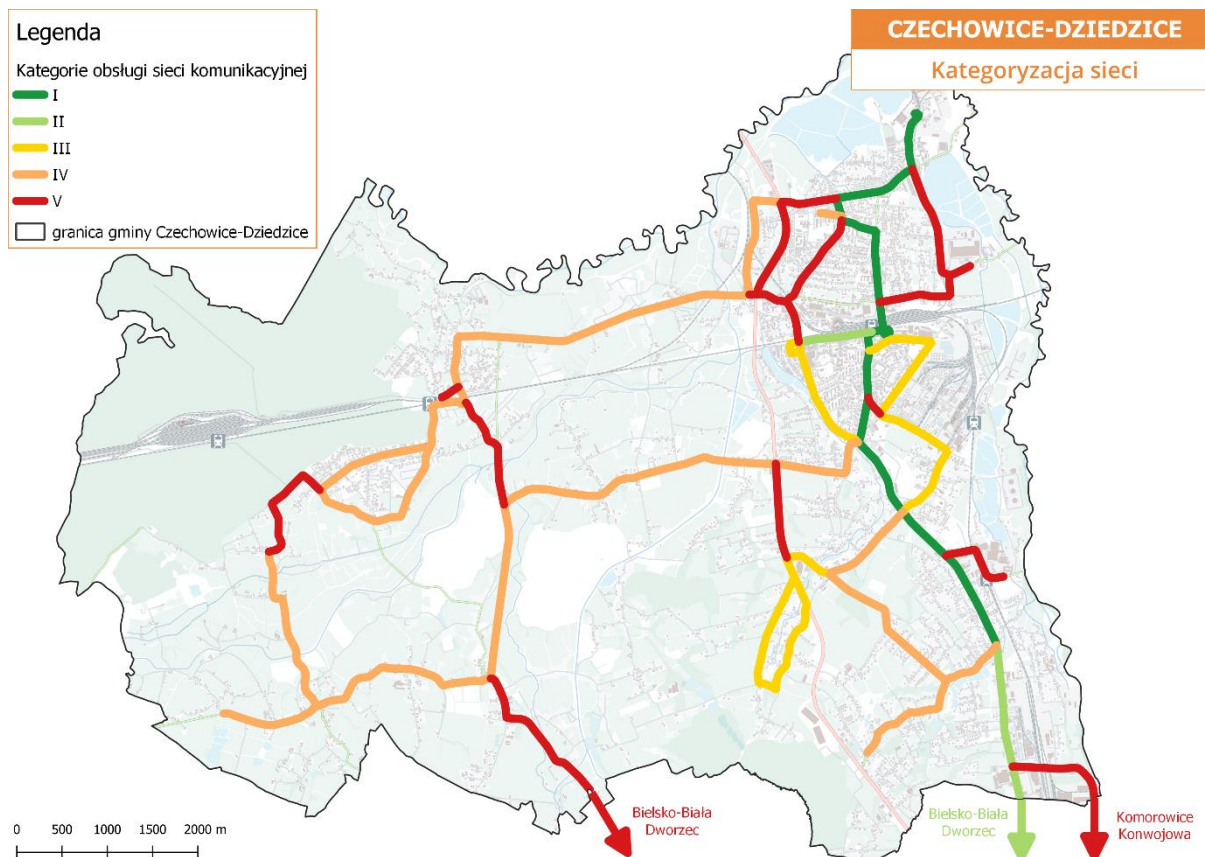 Legenda
Kategorie obsługi sieci komunikacyjnej
I
II
III
IV
V
granica gminy Czechowice-Dziedzice
CZECHOWICE-DZIEDZICE
Kategoryzacja sieci
Bielsko-Biała
Dworzec
Bielsko-Biała
Dworzec
Komorowice
Konwojowa
0 500 1000 1500 2000 m